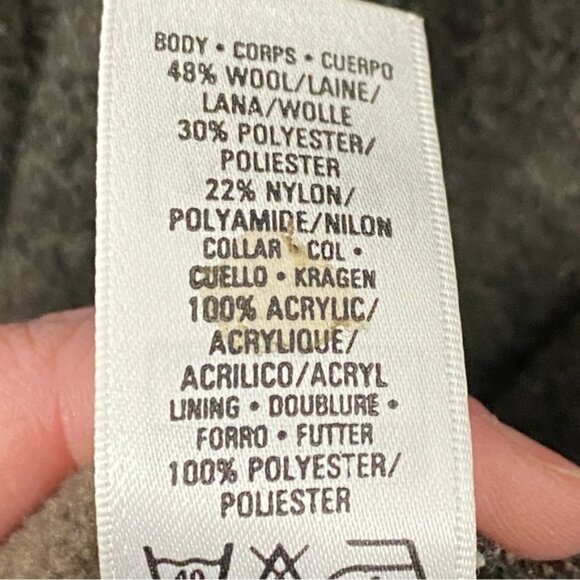 BODY • CORPS • CUERPO
48% WOOL/LAINE/
LANA/WOLLE
30% POLYESTER/
POLIESTER
22% NYLON/
POLYAMIDE/NILON
COLLAR • COL •
CUELLO • KRAGEN
100% ACRYLIC/
ACRYLIQUE/
ACRILICO/ACRYL
LINING • DOUBLURE •
FORRO • FUTTER
100% POLYESTER/
POLIESTER
40